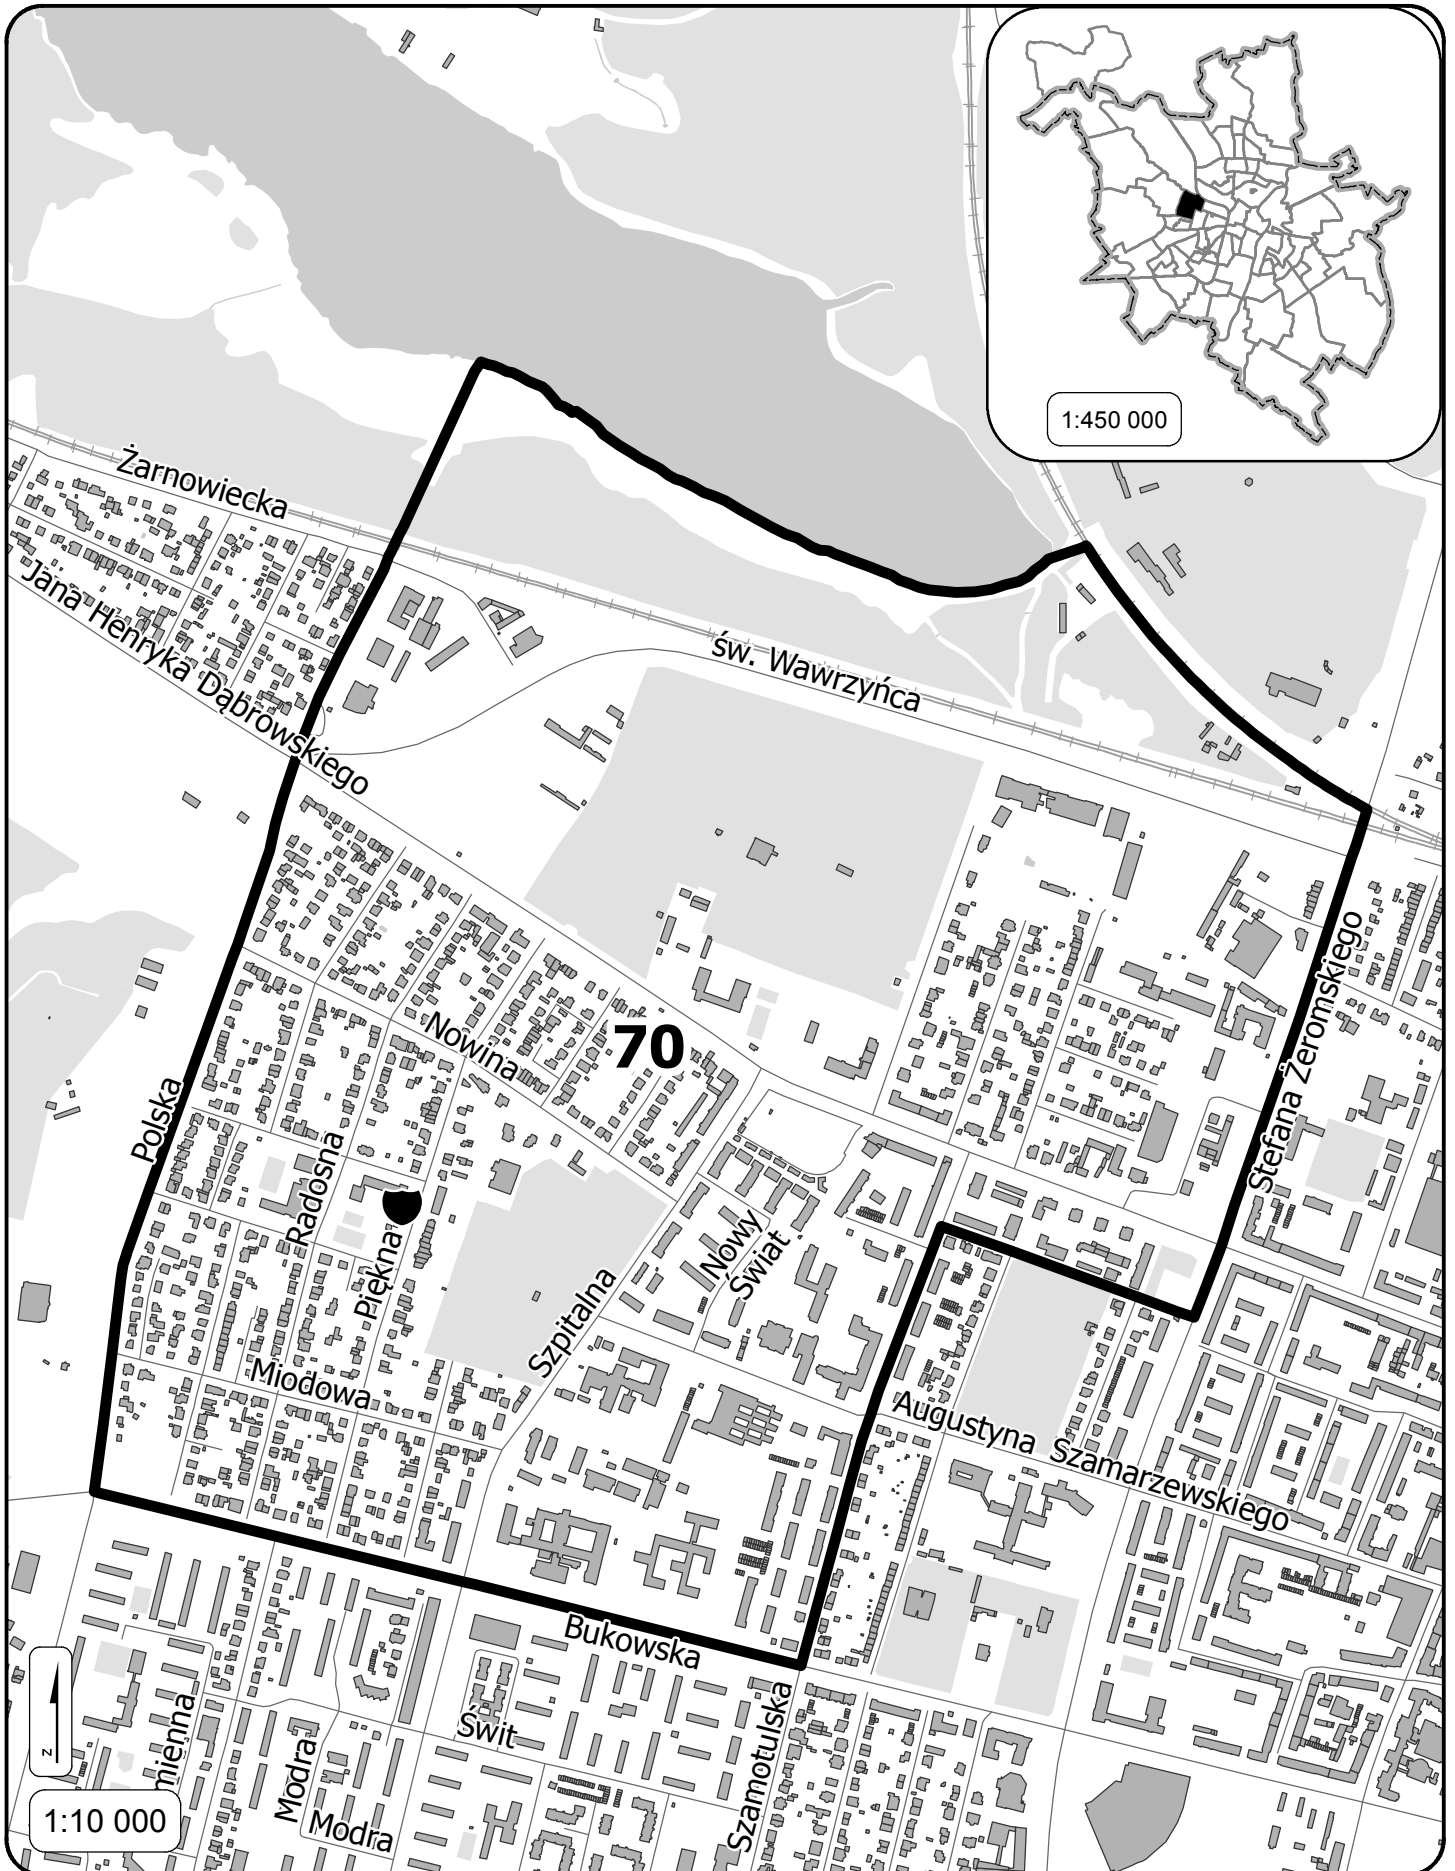 1:450 000
Żarnowiecka
Jana Henryka Dąbrowskiego
św. Wawrzyńca
Stefana Żeromskiego
Nowina
70
Polska
Radosna
Piękna
Nowy
Świat
Szpitalna
Miodowa
Augustyna Szamarzewskiego
Bukowska
Świt
Szamotulska
mienna
Modra
Modra
z
1:10 000